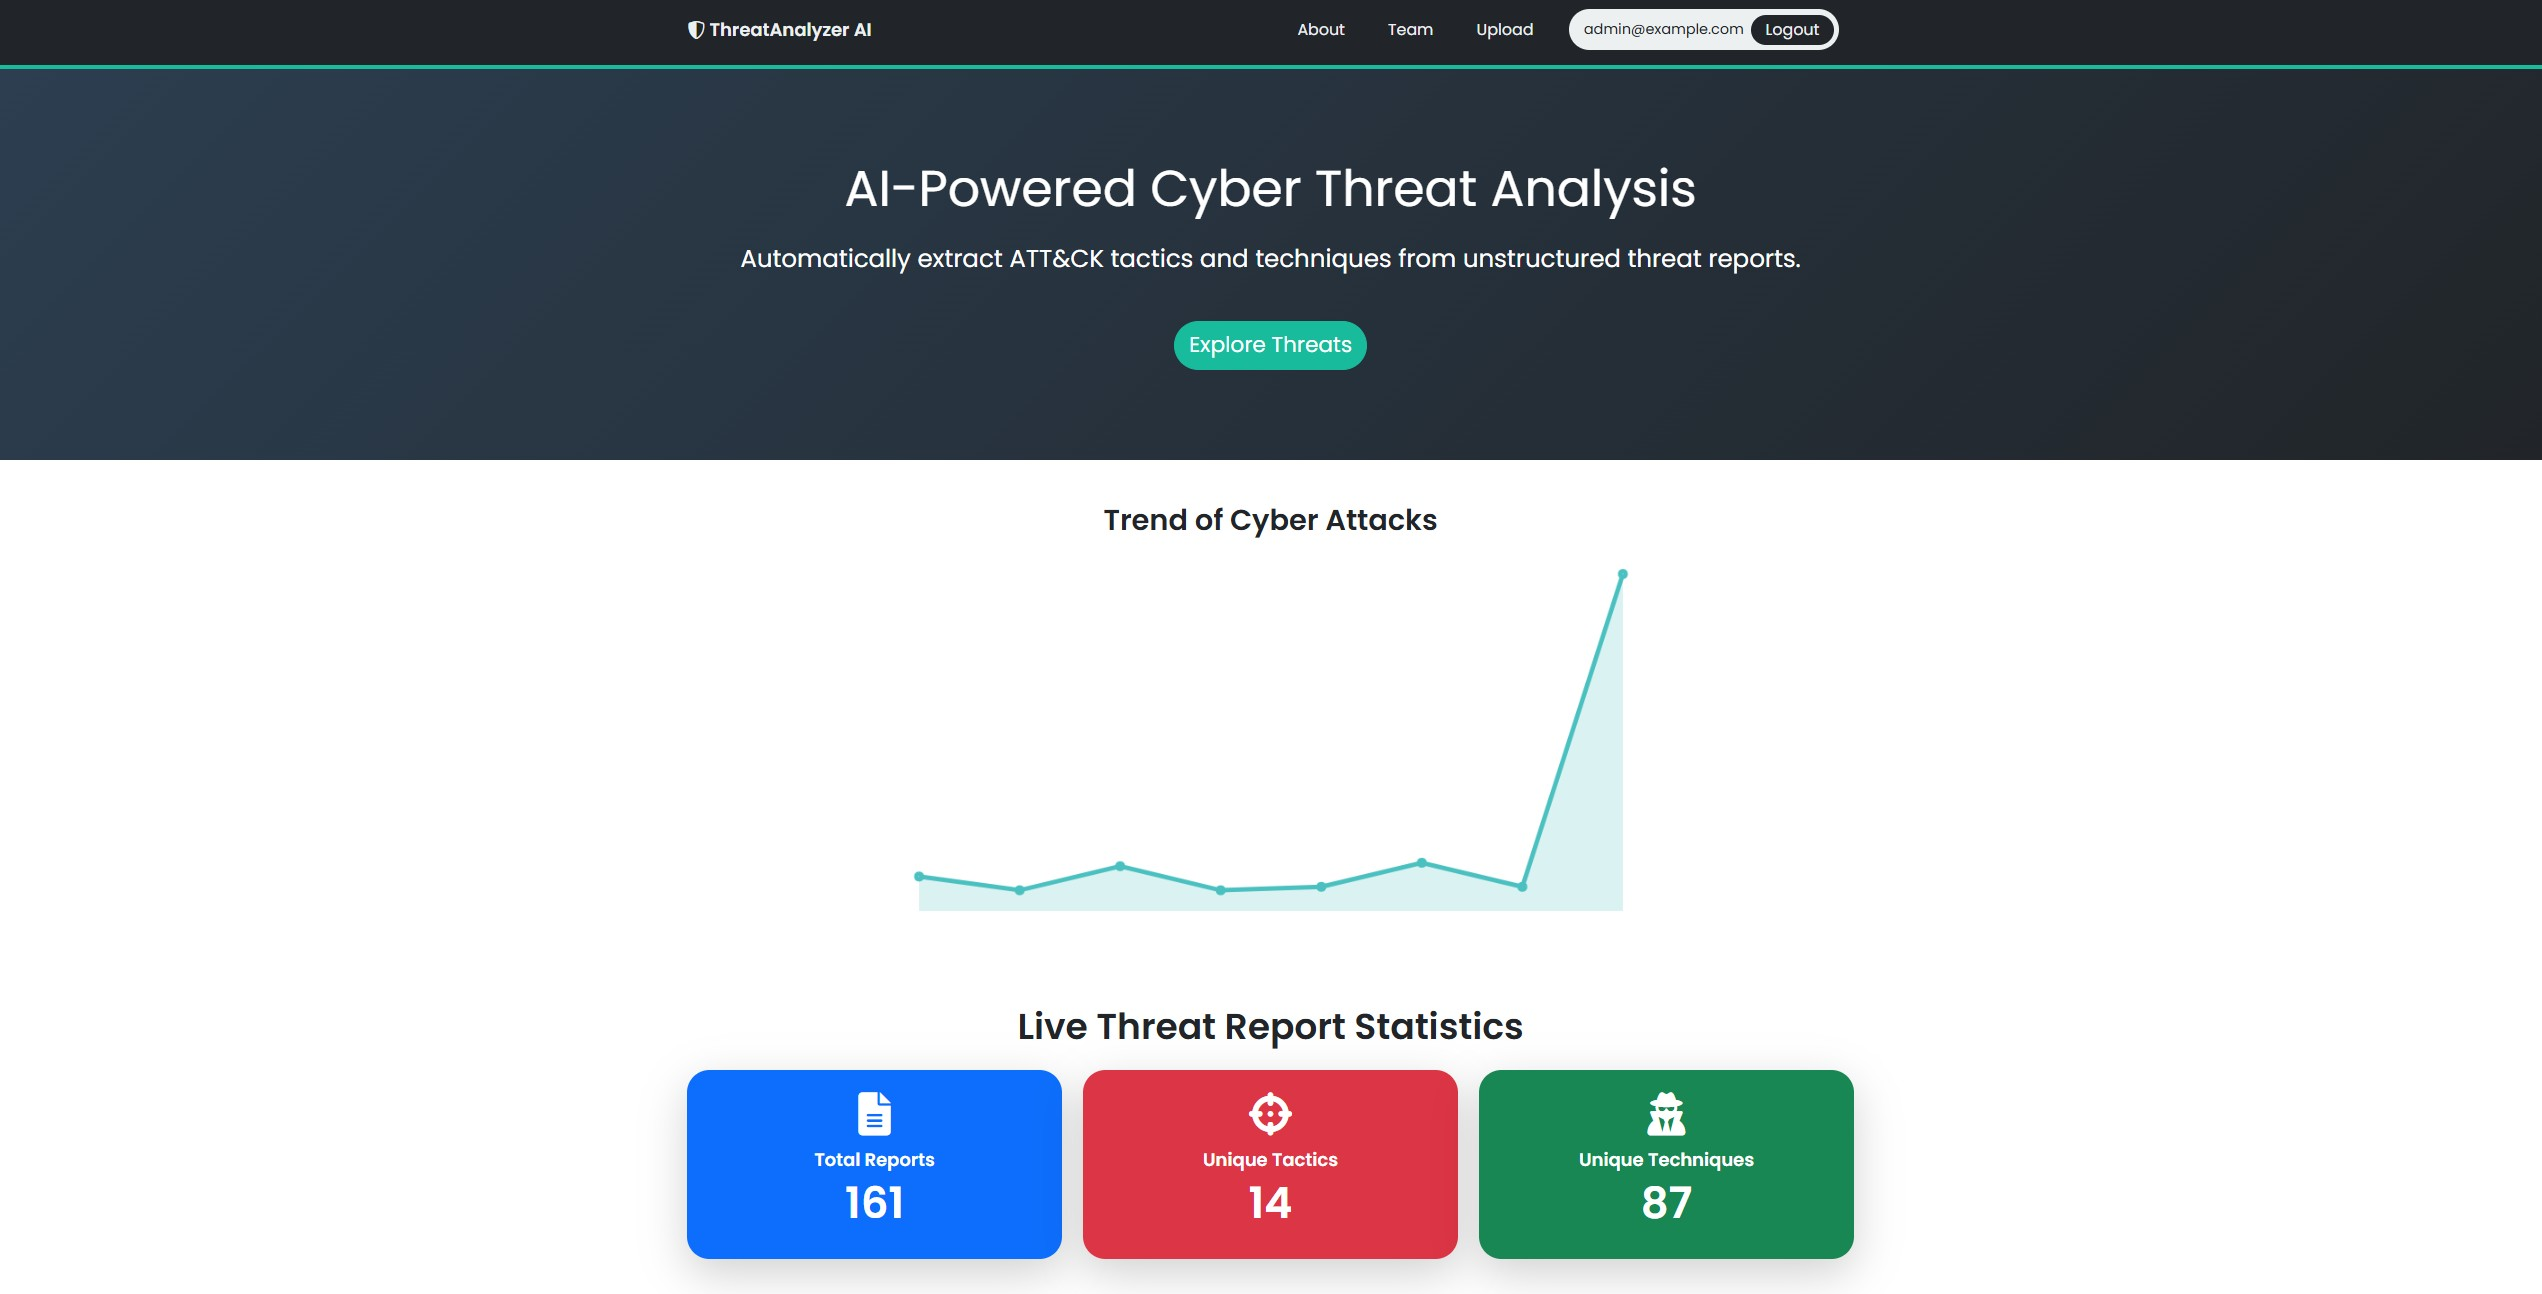 ThreatAnalyzer AI
About Team Upload admin@example.com Logout
AI-Powered Cyber Threat Analysis
Automatically extract ATT&CK tactics and techniques from unstructured threat reports.
Explore Threats
Trend of Cyber Attacks
Live Threat Report Statistics
Total Reports
161
Unique Tactics
14
Unique Techniques
87